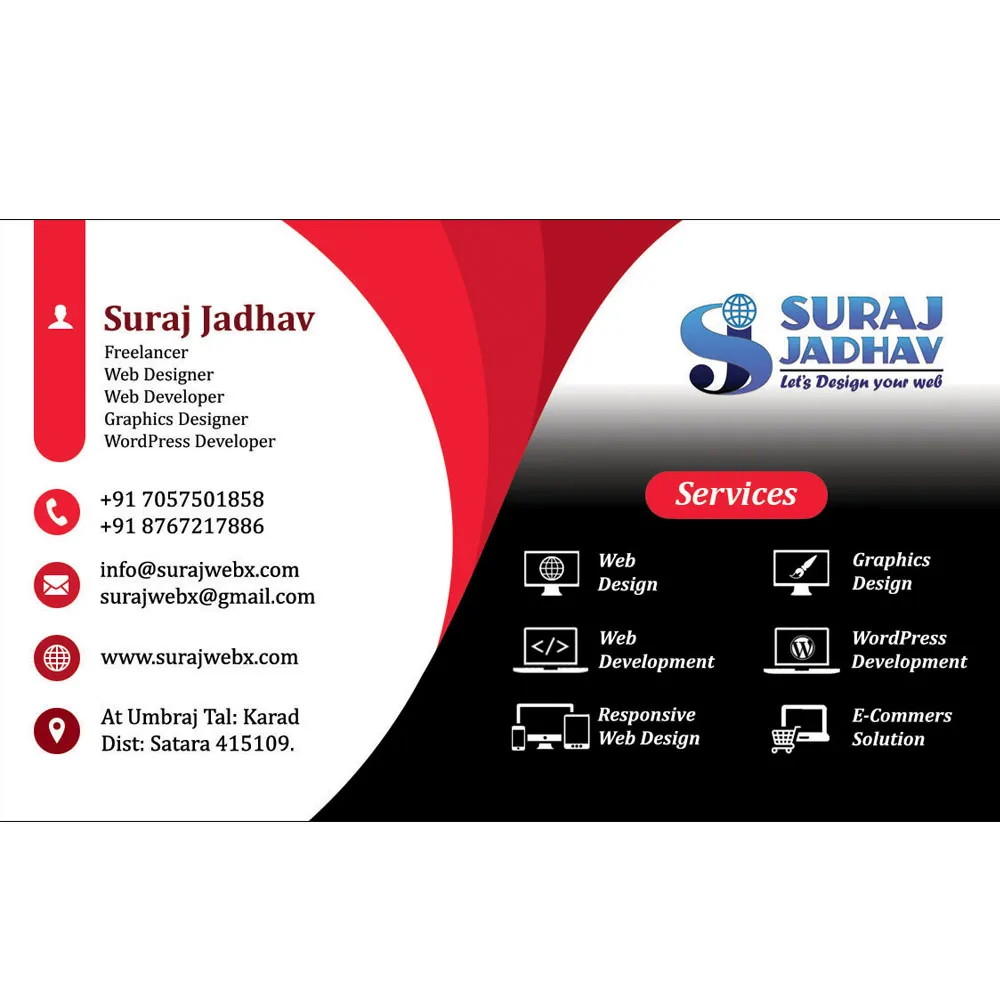 Suraj Jadhav
Freelancer
Web Designer
Web Developer
Graphics Designer
WordPress Developer
+91 7057501858
+91 8767217886
info@surajwebx.com
surajwebx@gmail.com
www.surajwebx.com
At Umbraj Tal: Karad
Dist: Satara 415109.
SJ
SURAJ
JADHAV
Let's Design your web
Services
Web
Design
Graphics
Design
</>
Web
Development
WordPress
Development
Responsive
Web Design
E-Commers
Solution